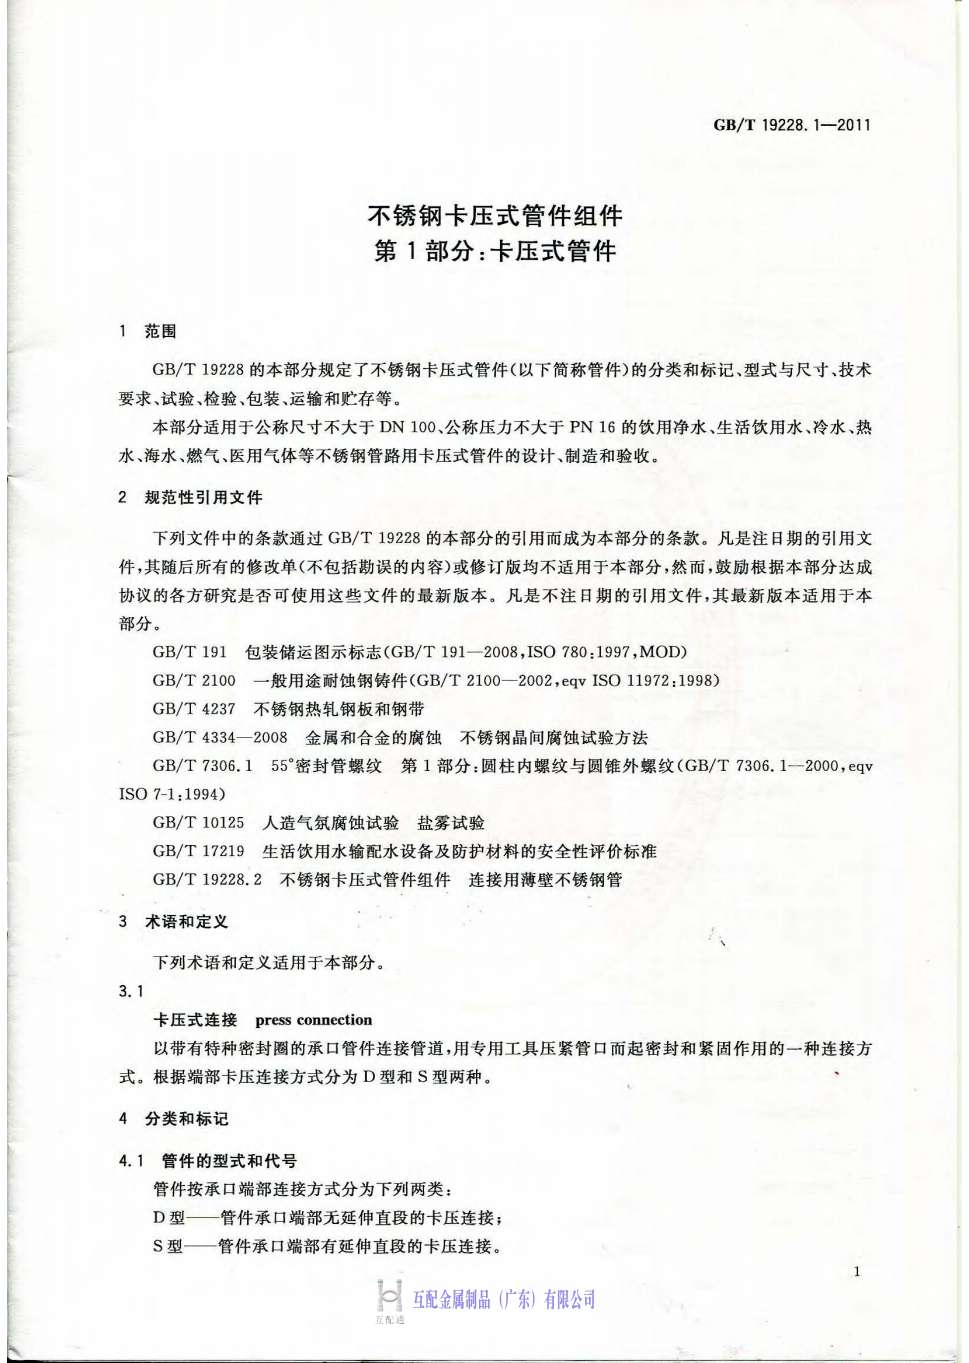 GB/T 19228.1—2011
不锈钢卡压式管件组件
第 1 部分:卡压式管件
1 范围
GB/T 19228 的本部分规定了不锈钢卡压式管件(以下简称管件)的分类和标记、型式与尺寸、技术
要求、试验、检验、包装、运输和贮存等。
本部分适用于公称尺寸不大于 DN 100、公称压力不大于 PN 16 的饮用净水、生活饮用水、冷水、热
水、海水、燃气、医用气体等不锈钢管路用卡压式管件的设计、制造和验收。
2 规范性引用文件
下列文件中的条款通过 GB/T 19228 的本部分的引用而成为本部分的条款。凡是注日期的引用文
件,其随后所有的修改单(不包括勘误的内容)或修订版均不适用于本部分,然而,鼓励根据本部分达成
协议的各方研究是否可使用这些文件的最新版本。凡是不注日期的引用文件,其最新版本适用于本
部分。
GB/T 191 包装储运图示标志(GB/T 191—2008,ISO 780:1997,MOD)
GB/T 2100 一般用途耐蚀钢铸件(GB/T 2100—2002,eqv ISO 11972:1998)
GB/T 4237 不锈钢热轧钢板和钢带
GB/T 4334—2008 金属和合金的腐蚀 不锈钢晶间腐蚀试验方法
GB/T 7306.1 55°密封管螺纹 第 1 部分:圆柱内螺纹与圆锥外螺纹(GB/T 7306.1—2000,eqv
ISO 7-1:1994)
GB/T 10125 人造气氛腐蚀试验 盐雾试验
GB/T 17219 生活饮用水输配水设备及防护材料的安全性评价标准
GB/T 19228.2 不锈钢卡压式管件组件 连接用薄壁不锈钢管
3 术语和定义
下列术语和定义适用于本部分。
3.1
卡压式连接 press connection
以带有特种密封圈的承口管件连接管道,用专用工具压紧管口而起密封和紧固作用的一种连接方
式。根据端部卡压连接方式分为 D 型和 S 型两种。
4 分类和标记
4.1 管件的型式和代号
管件按承口端部连接方式分为下列两类:
D 型——管件承口端部无延伸直段的卡压连接;
S 型——管件承口端部有延伸直段的卡压连接。
1
互配金属制品（广东）有限公司
互配通